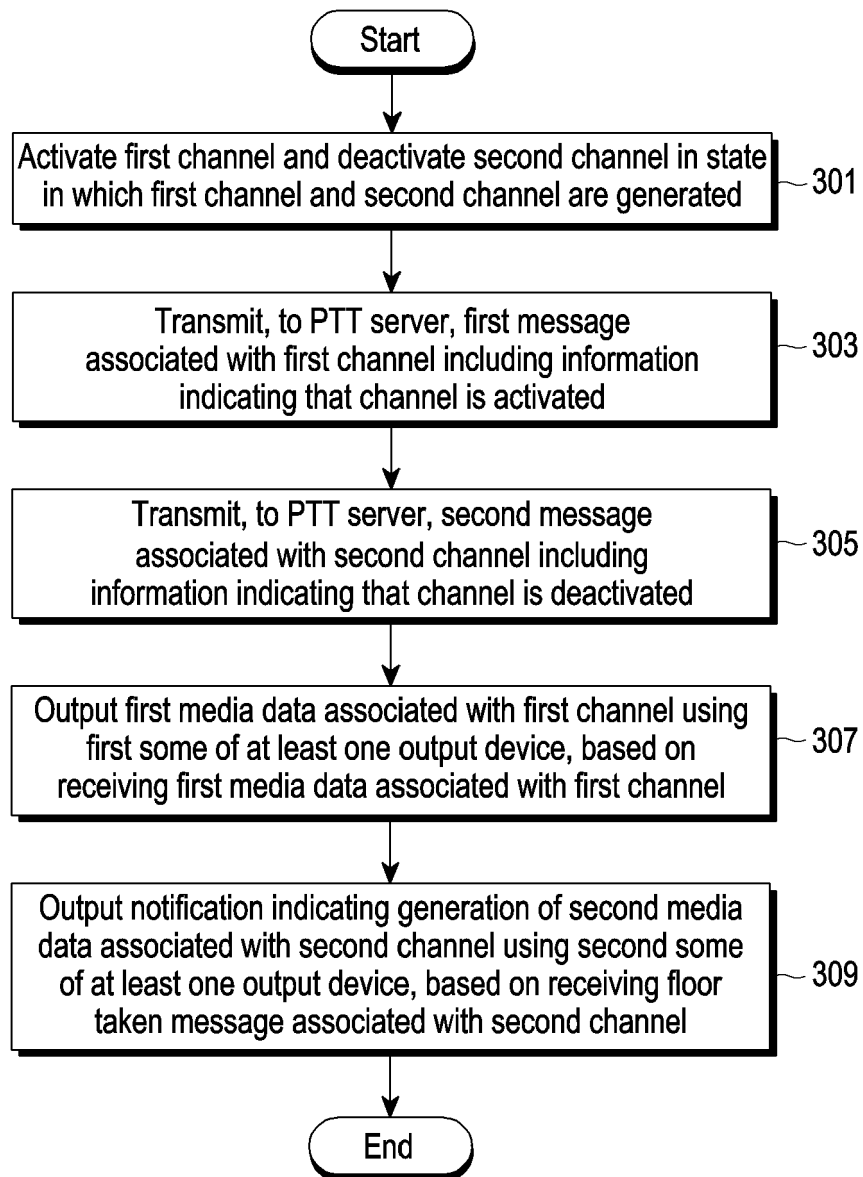 Start
Activate first channel and deactivate second channel in state
in which first channel and second channel are generated
301
Transmit, to PTT server, first message
associated with first channel including information
indicating that channel is activated
303
Transmit, to PTT server, second message
associated with second channel including
information indicating that channel is deactivated
305
Output first media data associated with first channel using
first some of at least one output device, based on
receiving first media data associated with first channel
307
Output notification indicating generation of second media
data associated with second channel using second some
of at least one output device, based on receiving floor
taken message associated with second channel
309
End